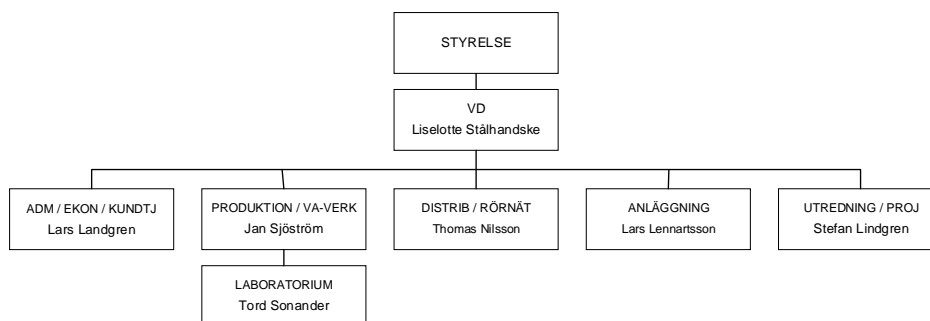 STYRELSE
VD
Liselotte Stålhandske
ADM / EKON / KUNDTJ
Lars Landgren
PRODUKTION / VA-VERK
Jan Sjöström
DISTRIB / RÖRNÄT
Thomas Nilsson
ANLÄGGNING
Lars Lennartsson
UTREDNING / PROJ
Stefan Lindgren
LABORATORIUM
Tord Sonander